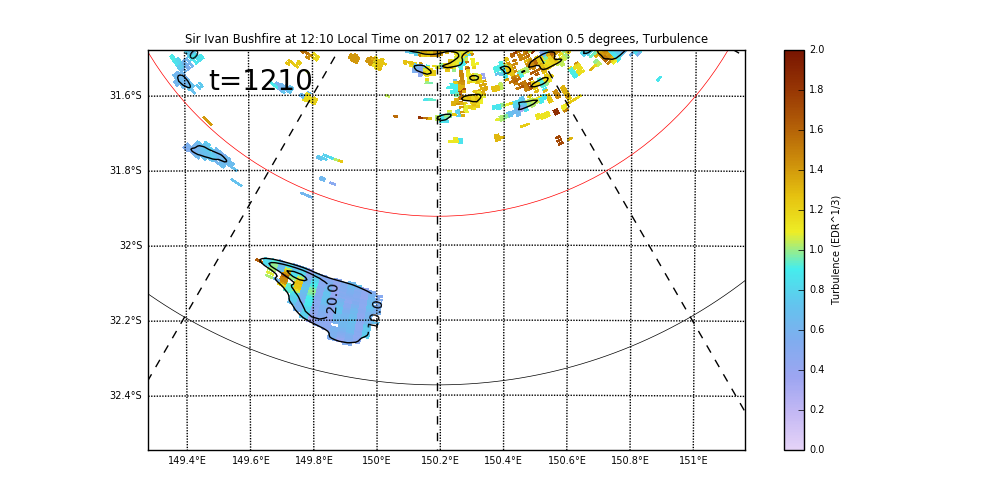 Sir Ivan Bushfire at 12:10 Local Time on 2017 02 12 at elevation 0.5 degrees, Turbulence
t=1210
31.6°S
31.8°S
32°S
32.2°S
32.4°S
20.0
10.0
149.4°E 149.6°E 149.8°E 150°E 150.2°E 150.4°E 150.6°E 150.8°E 151°E
2.0
1.8
1.6
1.4
1.2
1.0
0.8
0.6
0.4
0.2
0.0
Turbulence (EDR^1/3)